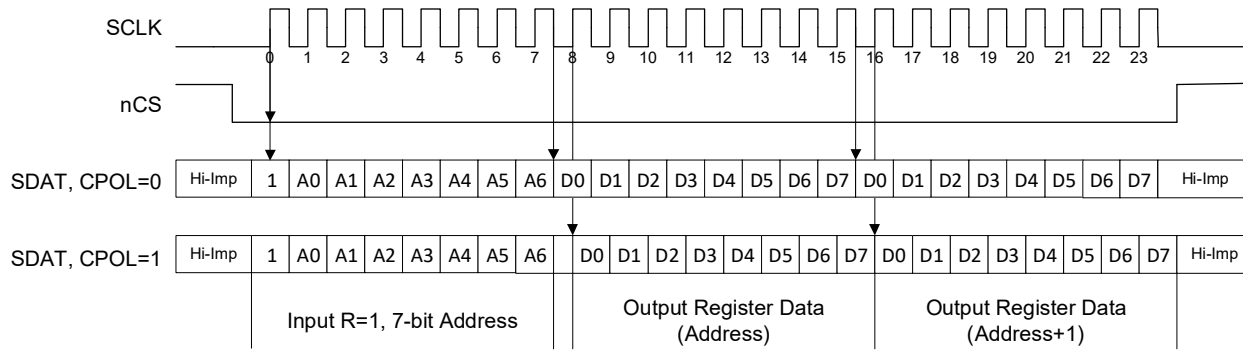 SCLK
0 1 2 3 4 5 6 7 8 9 10 11 12 13 14 15 16 17 18 19 20 21 22 23
nCS
SDAT, CPOL=0 Hi-Imp 1 A0 A1 A2 A3 A4 A5 A6 D0 D1 D2 D3 D4 D5 D6 D7 D0 D1 D2 D3 D4 D5 D6 D7 Hi-Imp
SDAT, CPOL=1 Hi-Imp 1 A0 A1 A2 A3 A4 A5 A6 D0 D1 D2 D3 D4 D5 D6 D7 D0 D1 D2 D3 D4 D5 D6 D7 Hi-Imp
Input R=1, 7-bit Address
Output Register Data
(Address)
Output Register Data
(Address+1)